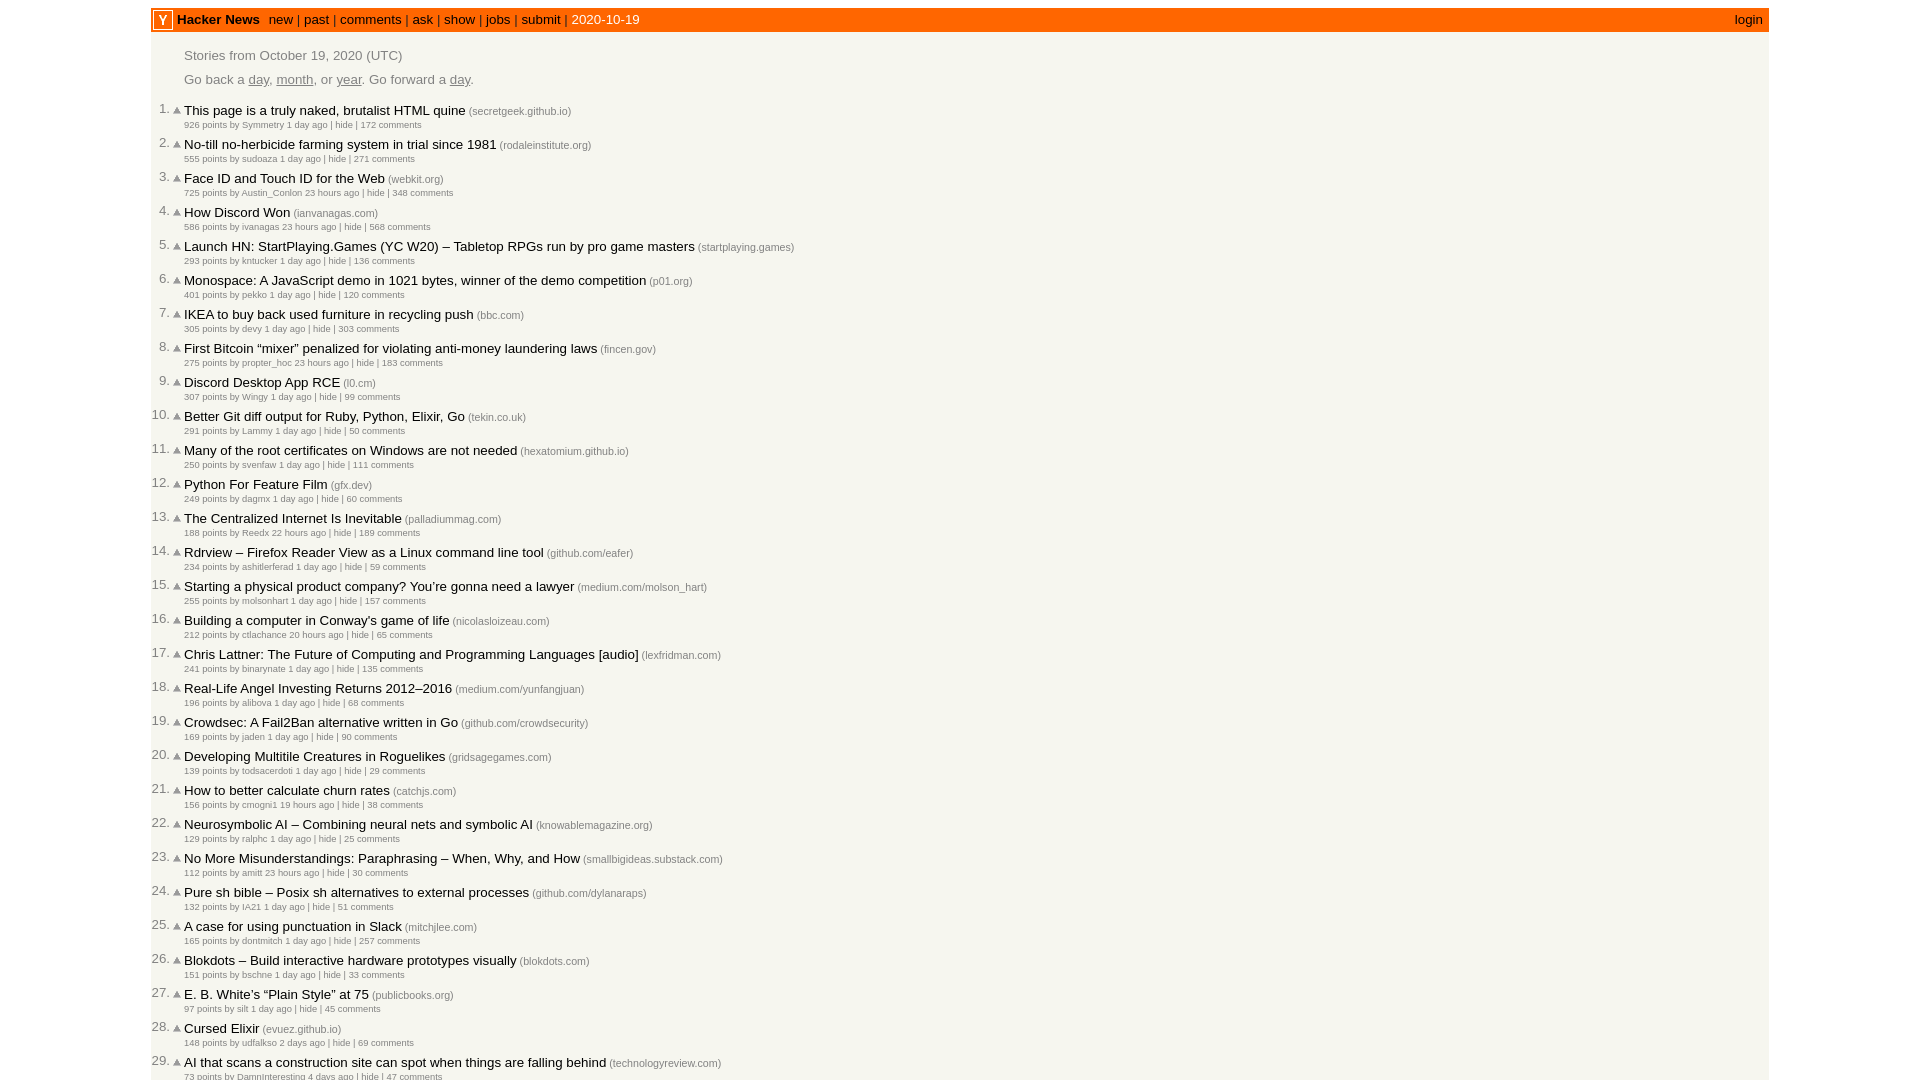 Y Hacker News new | past | comments | ask | show | jobs | submit | 2020-10-19 login
Stories from October 19, 2020 (UTC)
Go back a day, month, or year. Go forward a day.
1. This page is a truly naked, brutalist HTML quine (secretgeek.github.io)
926 points by Symmetry 1 day ago | hide | 172 comments
2. No-till no-herbicide farming system in trial since 1981 (rodaleinstitute.org)
555 points by sudoaza 1 day ago | hide | 271 comments
3. Face ID and Touch ID for the Web (webkit.org)
725 points by Austin_Conlon 23 hours ago | hide | 348 comments
4. How Discord Won (ianvanagas.com)
586 points by ivanagas 23 hours ago | hide | 568 comments
5. Launch HN: StartPlaying.Games (YC W20) – Tabletop RPGs run by pro game masters (startplaying.games)
293 points by kntucker 1 day ago | hide | 136 comments
6. Monospace: A JavaScript demo in 1021 bytes, winner of the demo competition (p01.org)
401 points by pekko 1 day ago | hide | 120 comments
7. IKEA to buy back used furniture in recycling push (bbc.com)
305 points by devy 1 day ago | hide | 303 comments
8. First Bitcoin “mixer” penalized for violating anti-money laundering laws (fincen.gov)
275 points by propter_hoc 23 hours ago | hide | 183 comments
9. Discord Desktop App RCE (l0.cm)
307 points by Wingy 1 day ago | hide | 99 comments
10. Better Git diff output for Ruby, Python, Elixir, Go (tekin.co.uk)
291 points by Lammy 1 day ago | hide | 50 comments
11. Many of the root certificates on Windows are not needed (hexatomium.github.io)
250 points by svenfaw 1 day ago | hide | 111 comments
12. Python For Feature Film (gfx.dev)
249 points by dagmx 1 day ago | hide | 60 comments
13. The Centralized Internet Is Inevitable (palladiummag.com)
188 points by Reedx 22 hours ago | hide | 189 comments
14. Rdrview – Firefox Reader View as a Linux command line tool (github.com/eafer)
234 points by ashitlerferad 1 day ago | hide | 59 comments
15. Starting a physical product company? You’re gonna need a lawyer (medium.com/molson_hart)
255 points by molsonhart 1 day ago | hide | 157 comments
16. Building a computer in Conway's game of life (nicolasloizeau.com)
212 points by ctlachance 20 hours ago | hide | 65 comments
17. Chris Lattner: The Future of Computing and Programming Languages [audio] (lexfridman.com)
241 points by binarynate 1 day ago | hide | 135 comments
18. Real-Life Angel Investing Returns 2012–2016 (medium.com/yunfangjuan)
196 points by alibova 1 day ago | hide | 68 comments
19. Crowdsec: A Fail2Ban alternative written in Go (github.com/crowdsecurity)
169 points by jaden 1 day ago | hide | 90 comments
20. Developing Multitile Creatures in Roguelikes (gridsagegames.com)
139 points by todsacerdoti 1 day ago | hide | 29 comments
21. How to better calculate churn rates (catchjs.com)
156 points by cmogni1 19 hours ago | hide | 38 comments
22. Neurosymbolic AI – Combining neural nets and symbolic AI (knowablemagazine.org)
129 points by ralphc 1 day ago | hide | 25 comments
23. No More Misunderstandings: Paraphrasing – When, Why, and How (smallbigideas.substack.com)
112 points by amitt 23 hours ago | hide | 30 comments
24. Pure sh bible – Posix sh alternatives to external processes (github.com/dylanaraps)
132 points by IA21 1 day ago | hide | 51 comments
25. A case for using punctuation in Slack (mitchjlee.com)
165 points by dontmitch 1 day ago | hide | 257 comments
26. Blokdots – Build interactive hardware prototypes visually (blokdots.com)
151 points by bschne 1 day ago | hide | 33 comments
27. E. B. White’s “Plain Style” at 75 (publicbooks.org)
97 points by silt 1 day ago | hide | 45 comments
28. Cursed Elixir (evuez.github.io)
148 points by udfalkso 2 days ago | hide | 69 comments
29. AI that scans a construction site can spot when things are falling behind (technologyreview.com)
73 points by DamnInteresting 4 days ago | hide | 47 comments